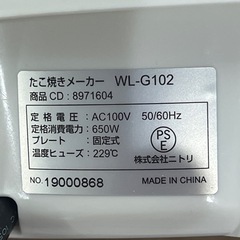 たこ焼きメーカー WL-G102
商品CD:8971604
定格電圧:AC100V 50/60Hz
定格消費電力:650W
プレート:固定式
温度ヒューズ:229℃
PS
E
株式会社ニトリ
NO.19000868 MADE IN CHINA